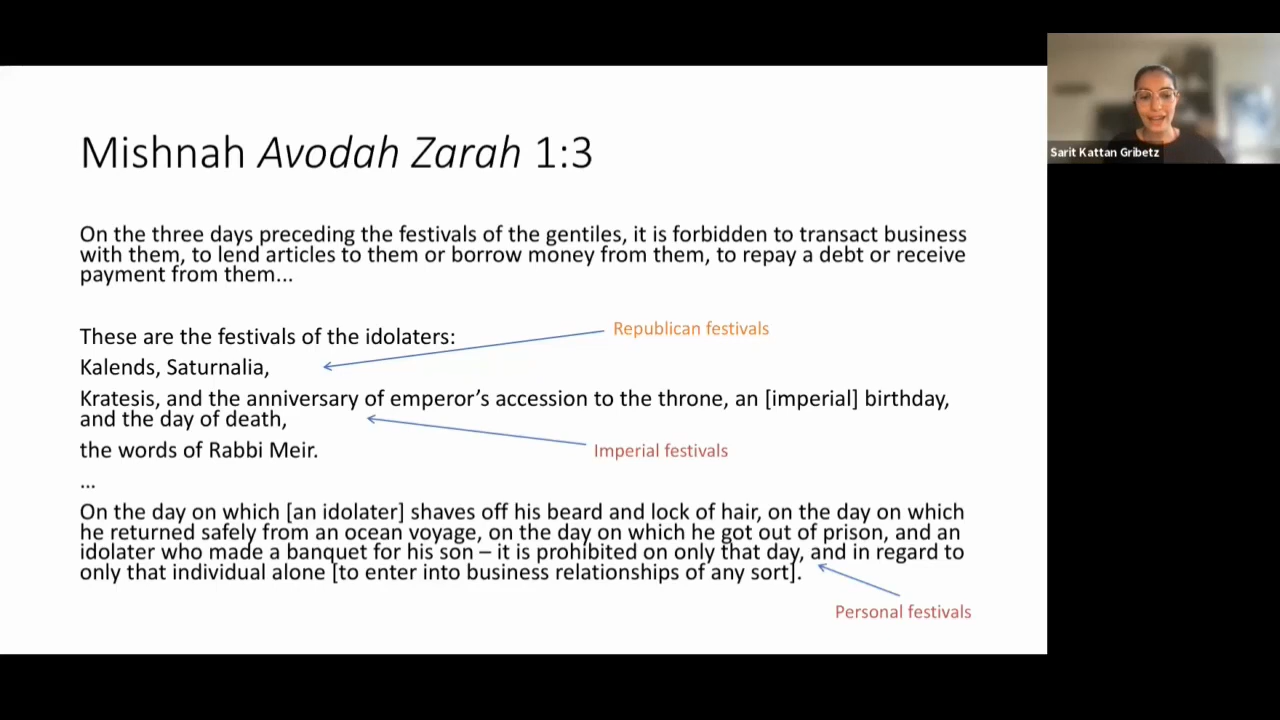 Mishnah Avodah Zarah 1:3
Sarit Kattan Gribetz
On the three days preceding the festivals of the gentiles, it is forbidden to transact business
with them, to lend articles to them or borrow money from them, to repay a debt or receive
payment from them...
These are the festivals of the idolaters:
Republican festivals
Kalends, Saturnalia,
Kratesis, and the anniversary of emperor’s accession to the throne, an [imperial] birthday,
and the day of death,
the words of Rabbi Meir.
Imperial festivals
...
On the day on which [an idolater] shaves off his beard and lock of hair, on the day on which
he returned safely from an ocean voyage, on the day on which he got out of prison, and an
idolater who made a banquet for his son – it is prohibited on only that day, and in regard to
only that individual alone [to enter into business relationships of any sort].
Personal festivals